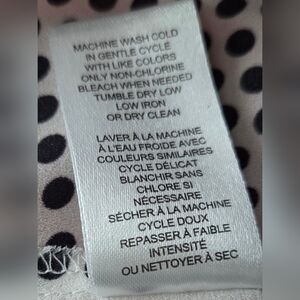 MACHINE WASH COLD
IN GENTLE CYCLE
WITH LIKE COLORS
ONLY NON-CHLORINE
BLEACH WHEN NEEDED
TUMBLE DRY LOW
LOW IRON
OR DRY CLEAN
LAVER À LA MACHINE
À L'EAU FROIDE AVEC
COULEURS SIMILAIRES
CYCLE DÉLICAT
BLANCHIR SANS
CHLORE SI
NÉCESSAIRE
SÉCHER À LA MACHINE
CYCLE DOUX
REPASSER À FAIBLE
INTENSITÉ
OU NETTOYER À SEC